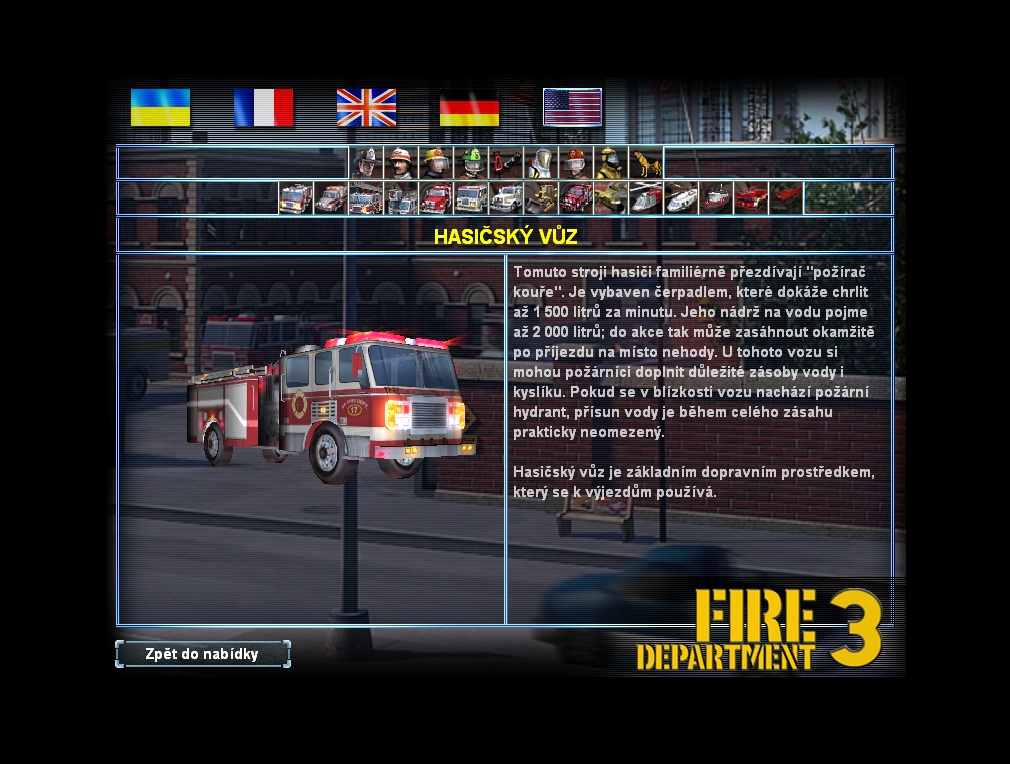 HASIČSKÝ VŮZ
Tomuto stroji hasiči familiérně přezdívají "požírač
kouře". Je vybaven čerpadlem, které dokáže chrlit
až 1 500 litrů za minutu. Jeho nádrž na vodu pojme
až 2 000 litrů; do akce tak může zasáhnout okamžitě
po příjezdu na místo nehody. U tohoto vozu si
mohou požárníci doplnit důležité zásoby vody i
kyslíku. Pokud se v blízkosti vozu nachází požární
hydrant, přísun vody je během celého zásahu
prakticky neomezený.
Hasičský vůz je základním dopravním prostředkem,
který se k výjezdům používá.
17
Zpět do nabídky
FIRE
DEPARTMENT 3